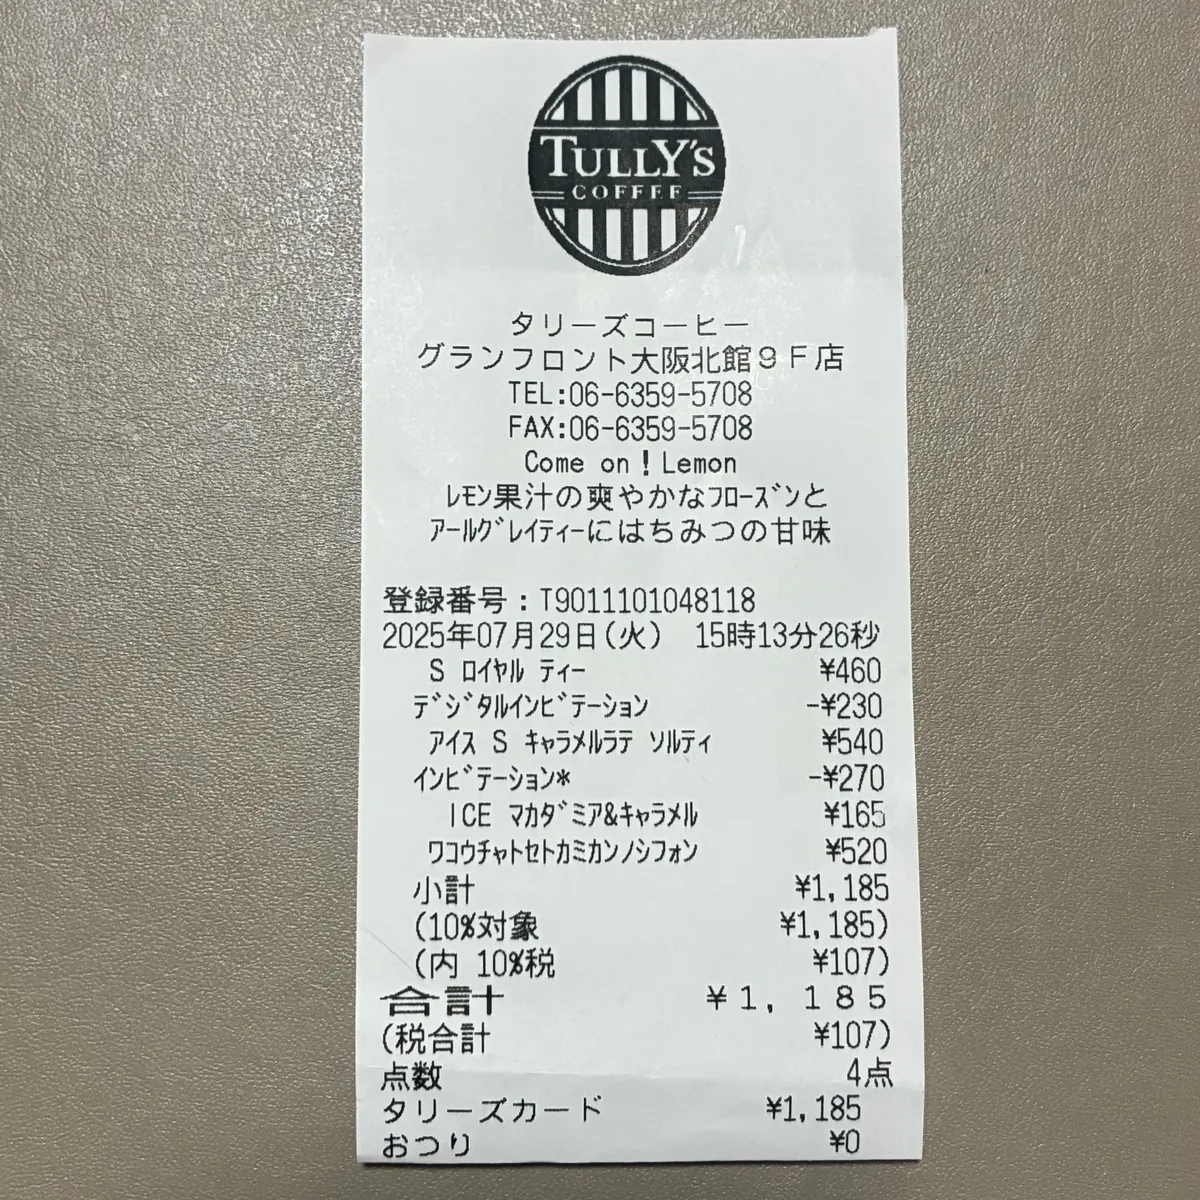 TULLY'S
COFFEE
タリーズコーヒー
グランフロント大阪北館９Ｆ店
TEL:06-6359-5708
FAX:06-6359-5708
Come on！Lemon
ﾚﾓﾝ果汁の爽やかなﾌﾛｰｽﾞﾝと
ｱｰﾙｸﾞﾚｲﾃｨｰにはちみつの甘味
登録番号：T9011101048118
2025年07月29日(火) 15時13分26秒
S ﾛｲﾔﾙ ﾃｨｰ ¥460
ﾃﾞｼﾞﾀﾙｲﾝﾋﾞﾃｰｼｮﾝ -¥230
ｱｲｽ S ｷｬﾗﾒﾙﾗﾃ ｿﾙﾃｨ ¥540
ｲﾝﾋﾞﾃｰｼｮﾝ* -¥270
ICE ﾏｶﾀﾞﾐｱ&ｷｬﾗﾒﾙ ¥165
ﾜｺｳﾁｬﾄｾﾄｶﾐｶﾝﾉｼﾌｫﾝ ¥520
小計 ¥1,185
(10%対象 ¥1,185)
(内 10%税 ¥107)
合計 ￥１，１８５
(税合計 ¥107)
点数 4点
タリーズカード ¥1,185
おつり ¥0